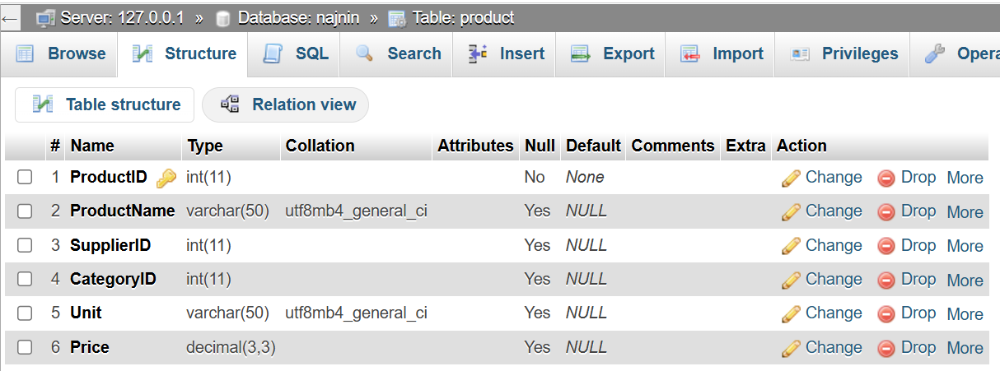 ← Server: 127.0.0.1 » Database: najnin » Table: product
Browse Structure SQL Search Insert Export Import Privileges Opera
Table structure Relation view
# Name Type Collation Attributes Null Default Comments Extra Action
1 ProductID int(11) No None Change Drop More
2 ProductName varchar(50) utf8mb4_general_ci Yes NULL Change Drop More
3 SupplierID int(11) Yes NULL Change Drop More
4 CategoryID int(11) Yes NULL Change Drop More
5 Unit varchar(50) utf8mb4_general_ci Yes NULL Change Drop More
6 Price decimal(3,3) Yes NULL Change Drop More